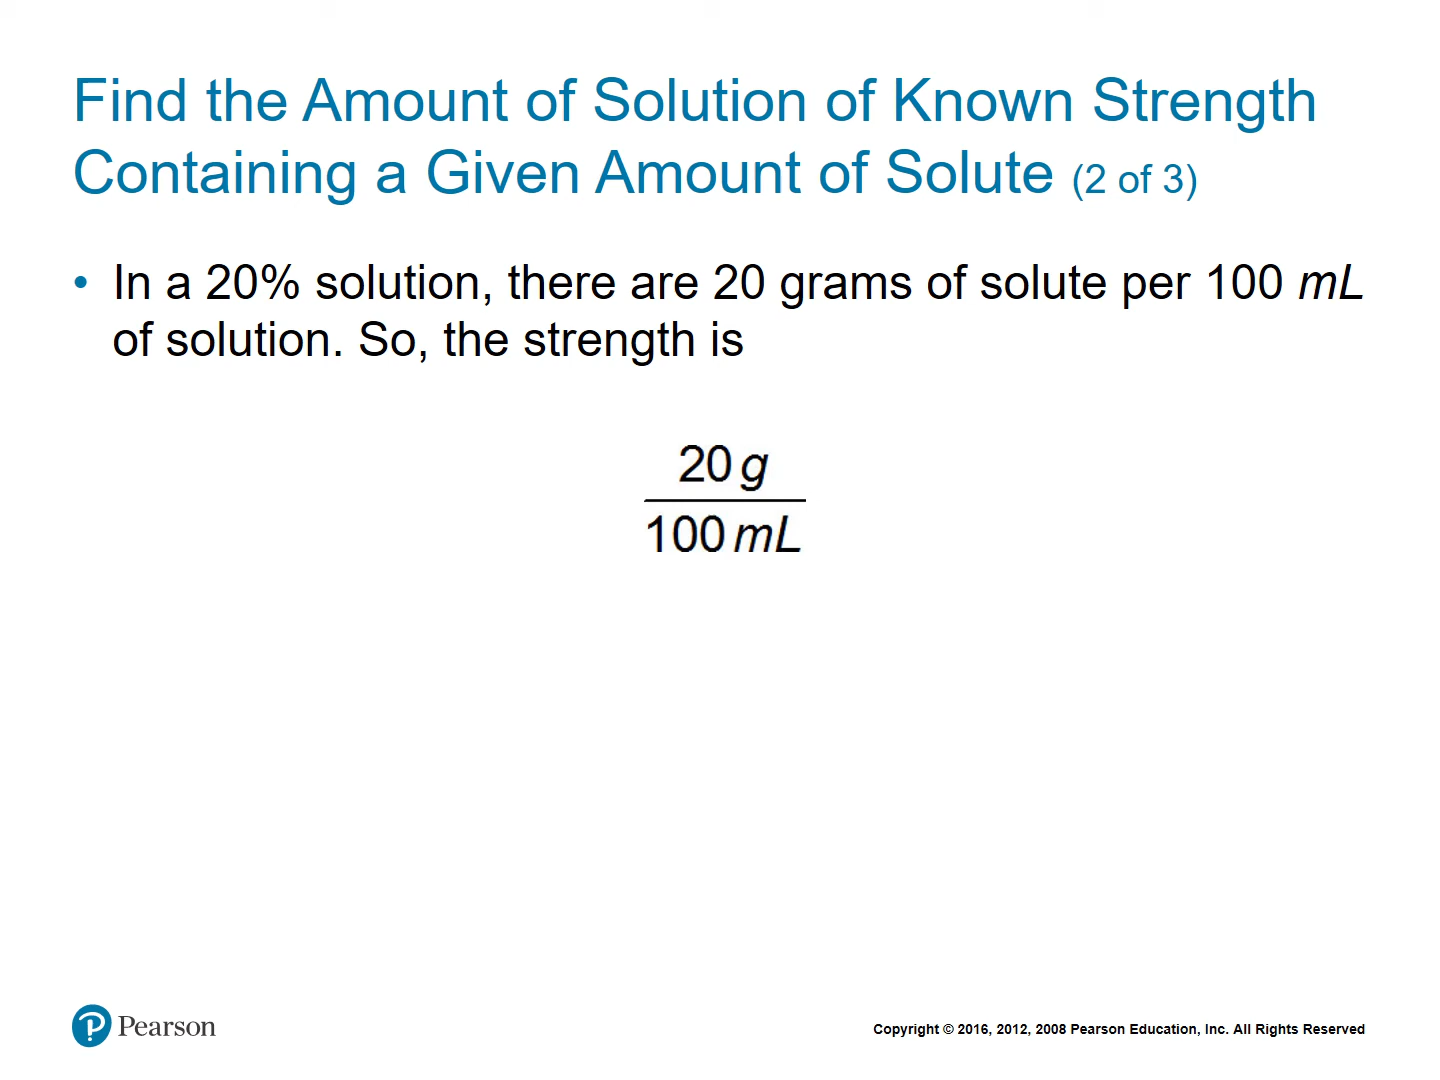 Find the Amount of Solution of Known Strength
Containing a Given Amount of Solute (2 of 3)
• In a 20% solution, there are 20 grams of solute per 100 mL
of solution. So, the strength is
20 g
100 mL
Pearson
Copyright © 2016, 2012, 2008 Pearson Education, Inc. All Rights Reserved